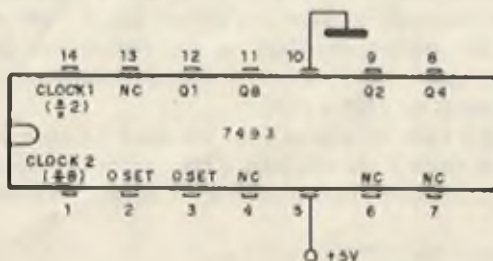 14 13 12 11 10 9 8
CLOCK 1 NC Q1 Q8 Q2 Q4
(÷2)
7493
CLOCK 2
(÷8) 0 SET 0 SET NC NC NC
1 2 3 4 5 6 7
+5V